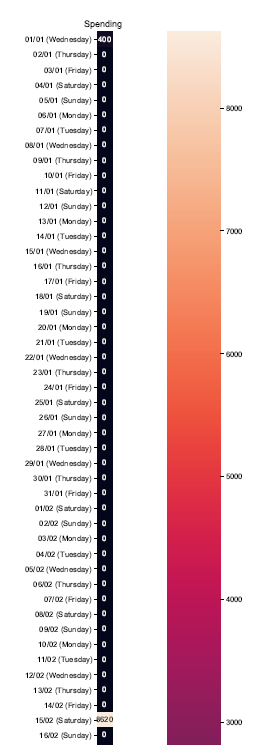 Spending
01/01 (Wednesday) 400
02/01 (Thursday) 0
03/01 (Friday) 0
04/01 (Saturday) 0
05/01 (Sunday) 0
06/01 (Monday) 0
07/01 (Tuesday) 0
08/01 (Wednesday) 0
09/01 (Thursday) 0
10/01 (Friday) 0
11/01 (Saturday) 0
12/01 (Sunday) 0
13/01 (Monday) 0
14/01 (Tuesday) 0
15/01 (Wednesday) 0
16/01 (Thursday) 0
17/01 (Friday) 0
18/01 (Saturday) 0
19/01 (Sunday) 0
20/01 (Monday) 0
21/01 (Tuesday) 0
22/01 (Wednesday) 0
23/01 (Thursday) 0
24/01 (Friday) 0
25/01 (Saturday) 0
26/01 (Sunday) 0
27/01 (Monday) 0
28/01 (Tuesday) 0
29/01 (Wednesday) 0
30/01 (Thursday) 0
31/01 (Friday) 0
01/02 (Saturday) 0
02/02 (Sunday) 0
03/02 (Monday) 0
04/02 (Tuesday) 0
05/02 (Wednesday) 0
06/02 (Thursday) 0
07/02 (Friday) 0
08/02 (Saturday) 0
09/02 (Sunday) 0
10/02 (Monday) 0
11/02 (Tuesday) 0
12/02 (Wednesday) 0
13/02 (Thursday) 0
14/02 (Friday) 0
15/02 (Saturday) 8620
16/02 (Sunday) 0
8000
7000
6000
5000
4000
3000